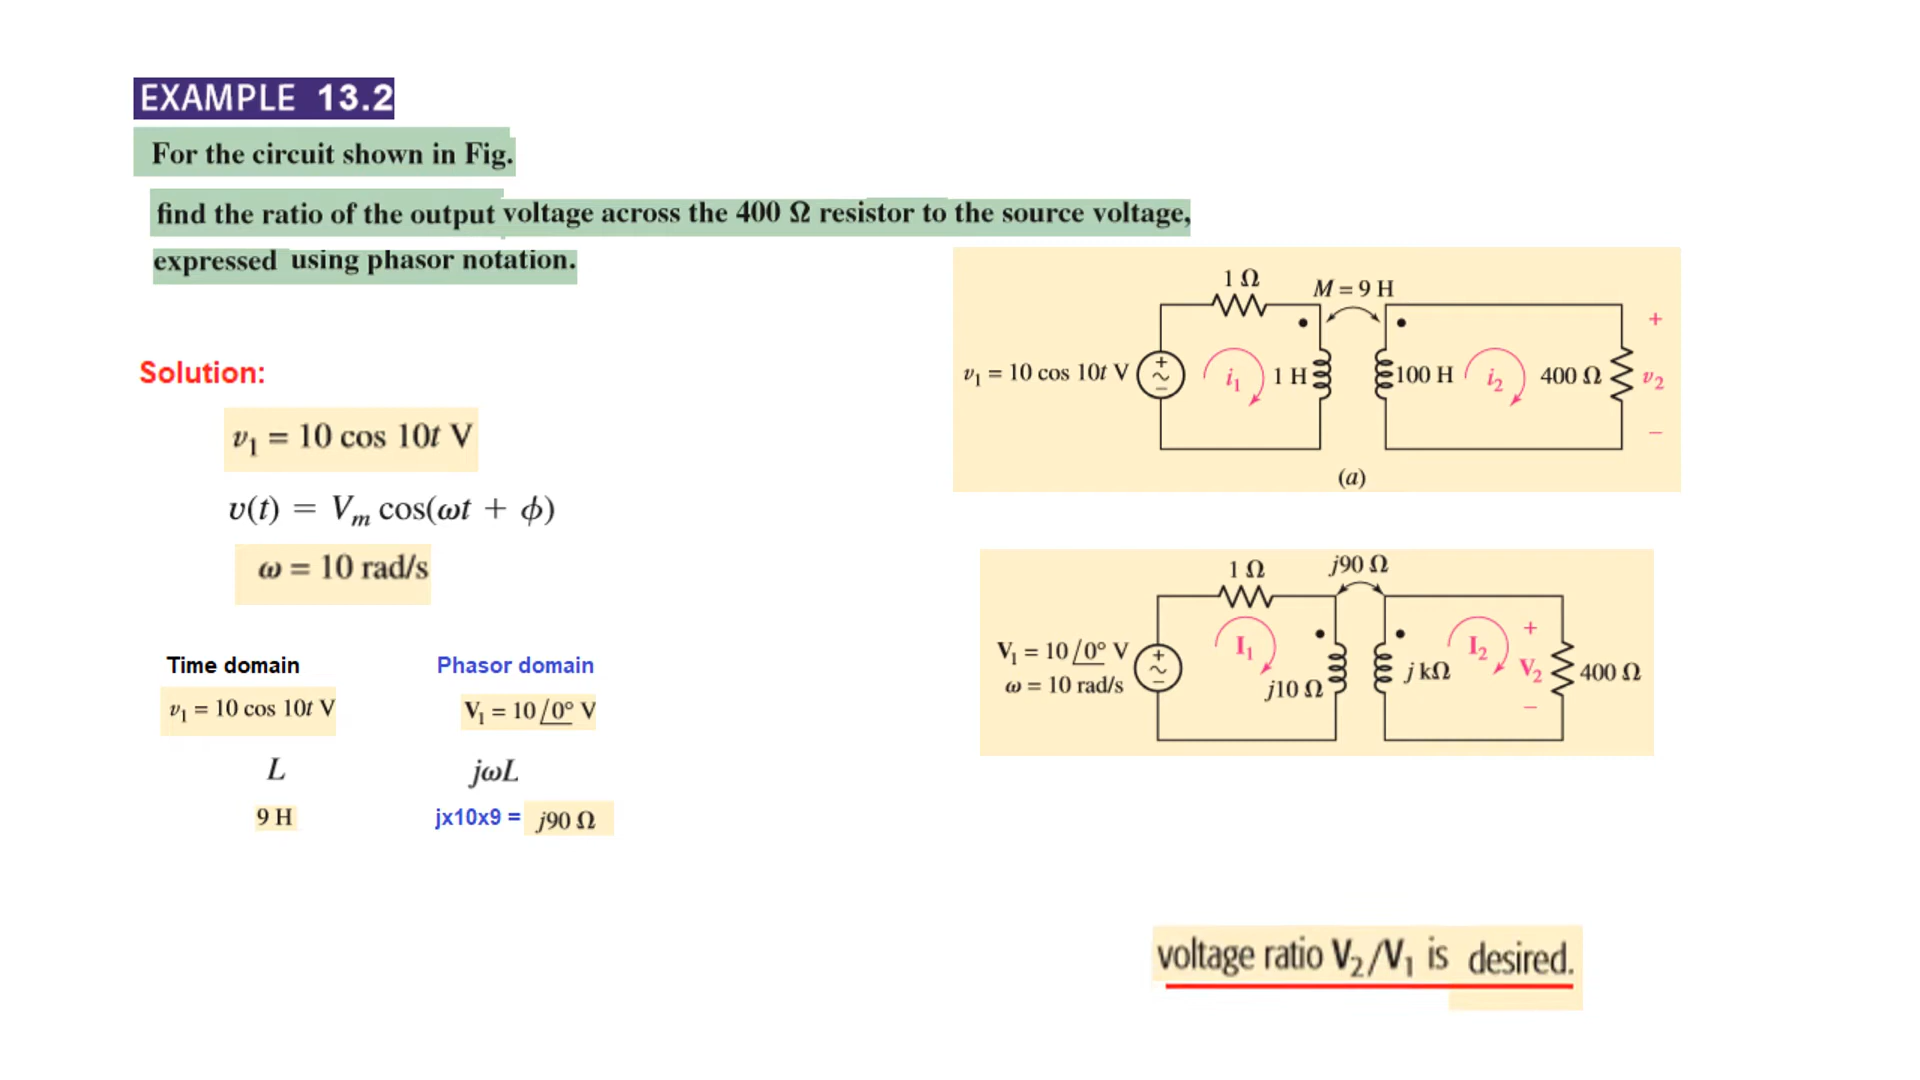 EXAMPLE 13.2
For the circuit shown in Fig.
find the ratio of the output voltage across the 400 Ω resistor to the source voltage,
expressed using phasor notation.
Solution:
v₁ = 10 cos 10t V
v(t) = Vₘ cos(ωt + ϕ)
ω = 10 rad/s
Time domain
Phasor domain
v₁ = 10 cos 10t V
V₁ = 10/0° V
L
jωL
9 H
jx10x9 = j90 Ω
1 Ω
M = 9 H
v₁ = 10 cos 10t V
+
−
i₁
1 H
100 H
i₂
400 Ω
+
v₂
−
(a)
1 Ω
j90 Ω
V₁ = 10/0° V
ω = 10 rad/s
+
−
I₁
j10 Ω
j kΩ
I₂
+
V₂
−
400 Ω
voltage ratio V₂/V₁ is desired.